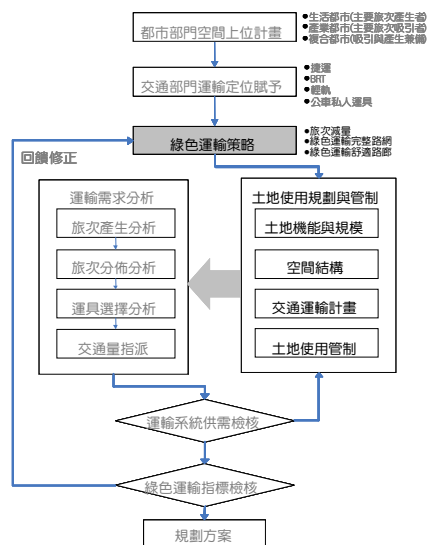 都市部門空間上位計畫
●生活都市(主要旅次產生者)
●產業都市(主要旅次吸引者)
●複合都市(吸引與產生兼備)
交通部門運輸定位賦予
●捷運
●BRT
●輕軌
●公車私人運具
綠色運輸策略
●旅次減量
●綠色運輸完整路網
●綠色運輸舒適路廊
回饋修正
運輸需求分析
旅次產生分析
旅次分佈分析
運具選擇分析
交通量指派
土地使用規劃與管制
土地機能與規模
空間結構
交通運輸計畫
土地使用管制
運輸系統供需檢核
綠色運輸指標檢核
規劃方案